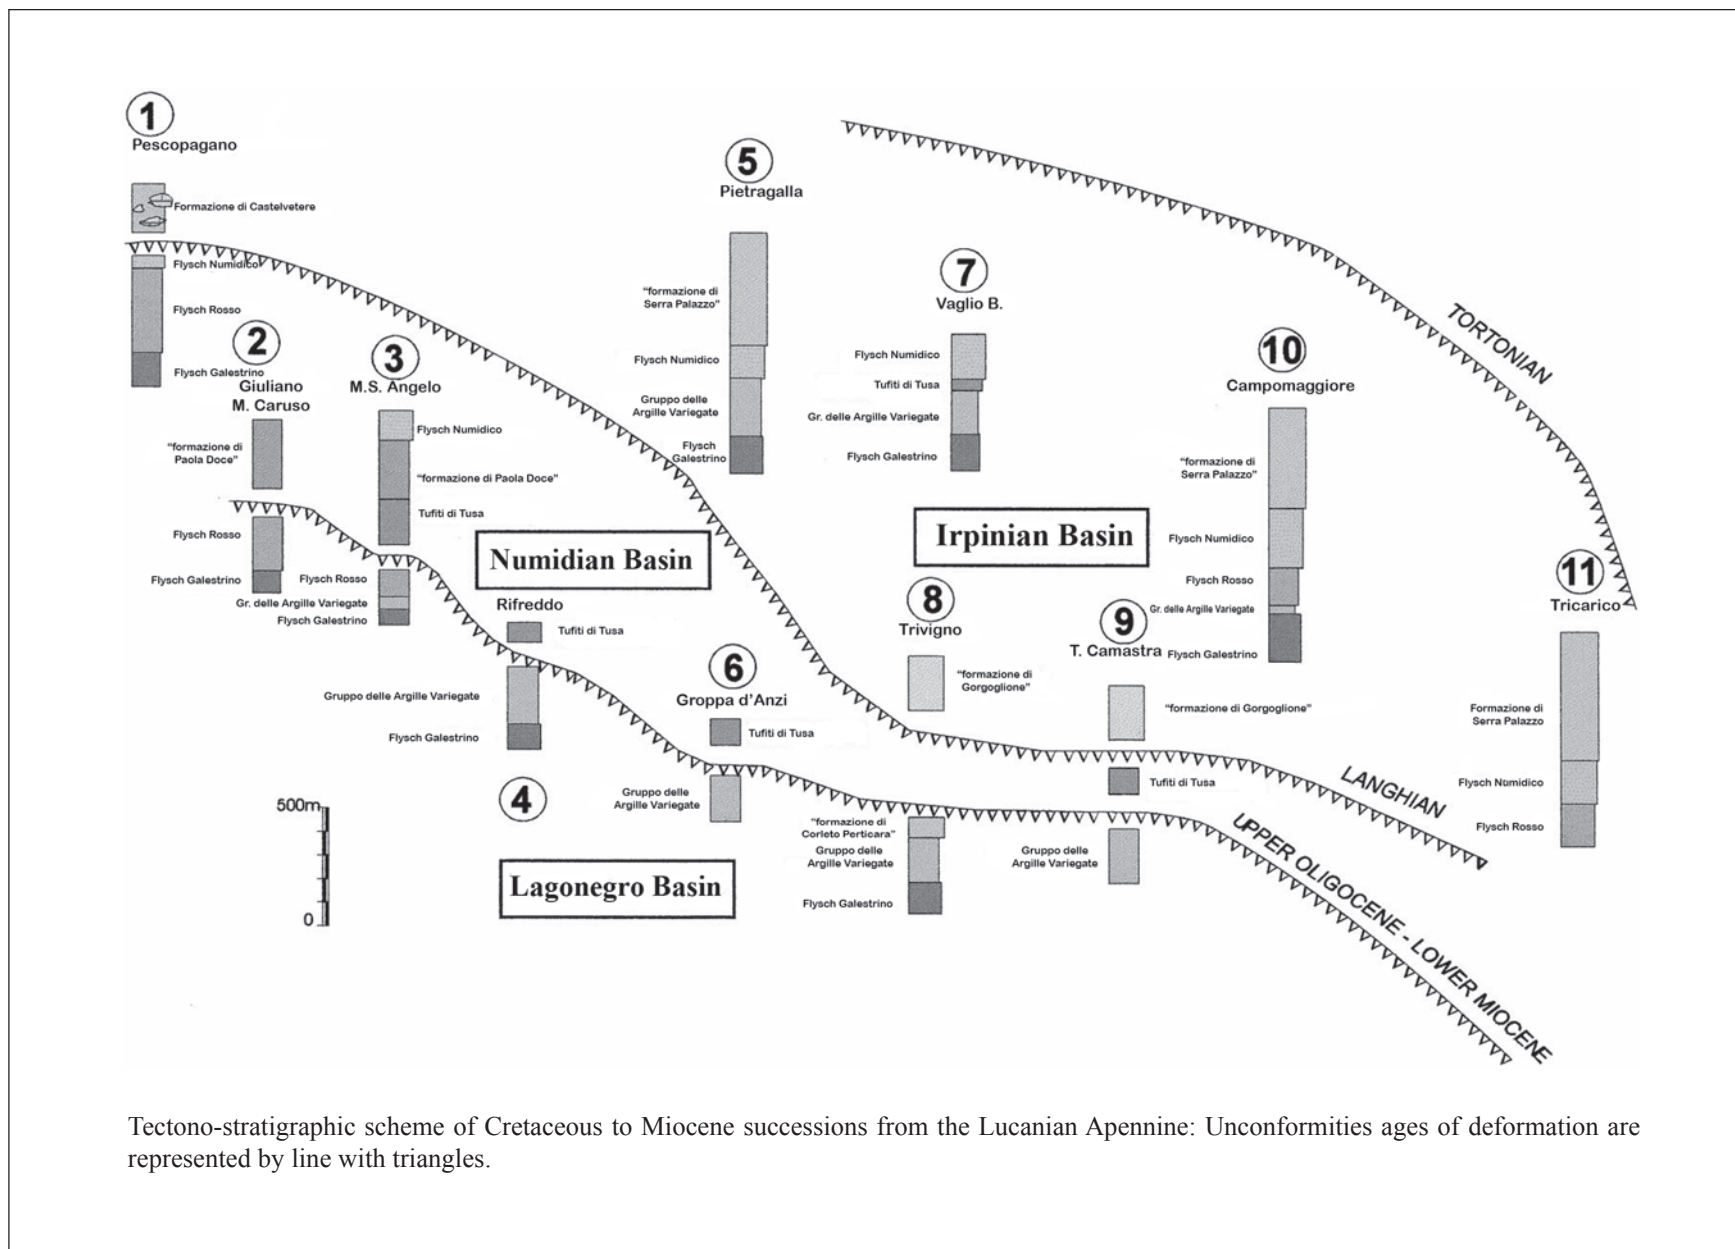 1
Pescopagano
Formazione di Castelvetere
Flysch Numidico
Flysch Rosso
Flysch Galestrino
2
Giuliano
M. Caruso
"formazione di
Paola Doce"
Flysch Rosso
Flysch Galestrino
3
M.S. Angelo
Flysch Numidico
"formazione di Paola Doce"
Tufiti di Tusa
Flysch Rosso
Gr. delle Argille Variegate
Flysch Galestrino
Numidian Basin
Rifreddo
Tufiti di Tusa
Gruppo delle Argille Variegate
Flysch Galestrino
4
5
Pietragalla
"formazione di
Serra Palazzo"
Flysch Numidico
Gruppo delle
Argille Variegate
Flysch
Galestrino
6
Groppa d'Anzi
Tufiti di Tusa
Gruppo delle
Argille Variegate
7
Vaglio B.
Flysch Numidico
Tufiti di Tusa
Gr. delle Argille Variegate
Flysch Galestrino
Irpinian Basin
8
Trivigno
"formazione di
Gorgoglione"
"formazione di
Corleto Perticara"
Gruppo delle
Argille Variegate
Flysch Galestrino
9
T. Camastra
"formazione di Gorgoglione"
Tufiti di Tusa
Gruppo delle
Argille Variegate
10
Campomaggiore
"formazione di
Serra Palazzo"
Flysch Numidico
Flysch Rosso
Gr. delle Argille Variegate
Flysch Galestrino
11
Tricarico
Formazione di
Serra Palazzo
Flysch Numidico
Flysch Rosso
TORTONIAN
LANGHIAN
UPPER OLIGOCENE - LOWER MIOCENE
500m
0
Lagonegro Basin
Tectono-stratigraphic scheme of Cretaceous to Miocene successions from the Lucanian Apennine: Unconformities ages of deformation are
represented by line with triangles.